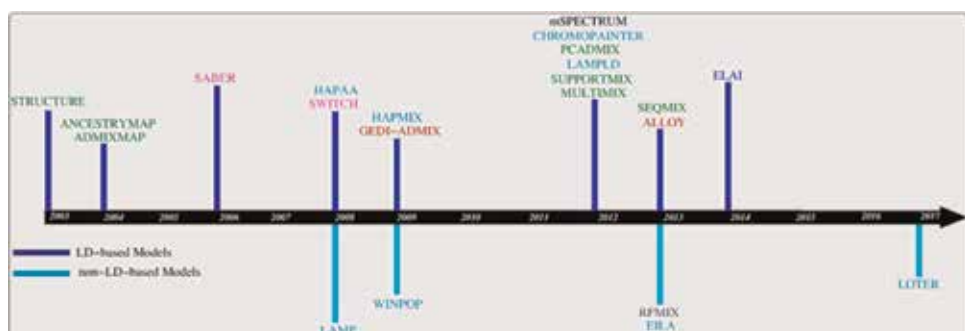 mSPECTRUM
CHROMOPAINTER
PCADMIX
LAMPLD
SUPPORTMIX
MULTIMIX
SABER
ELAI
HAPAA
SWITCH
STRUCTURE
SEQMIX
ALLOY
HAPMIX
GEDI-ADMIX
ANCESTRYMAP
ADMIXMAP
2003 2004 2005 2006 2007 2008 2009 2010 2011 2012 2013 2014 2015 2016 2017
LD-based Models
non-LD-based Models
LOTER
WINPOP
RFMIX
EILA
LAMP